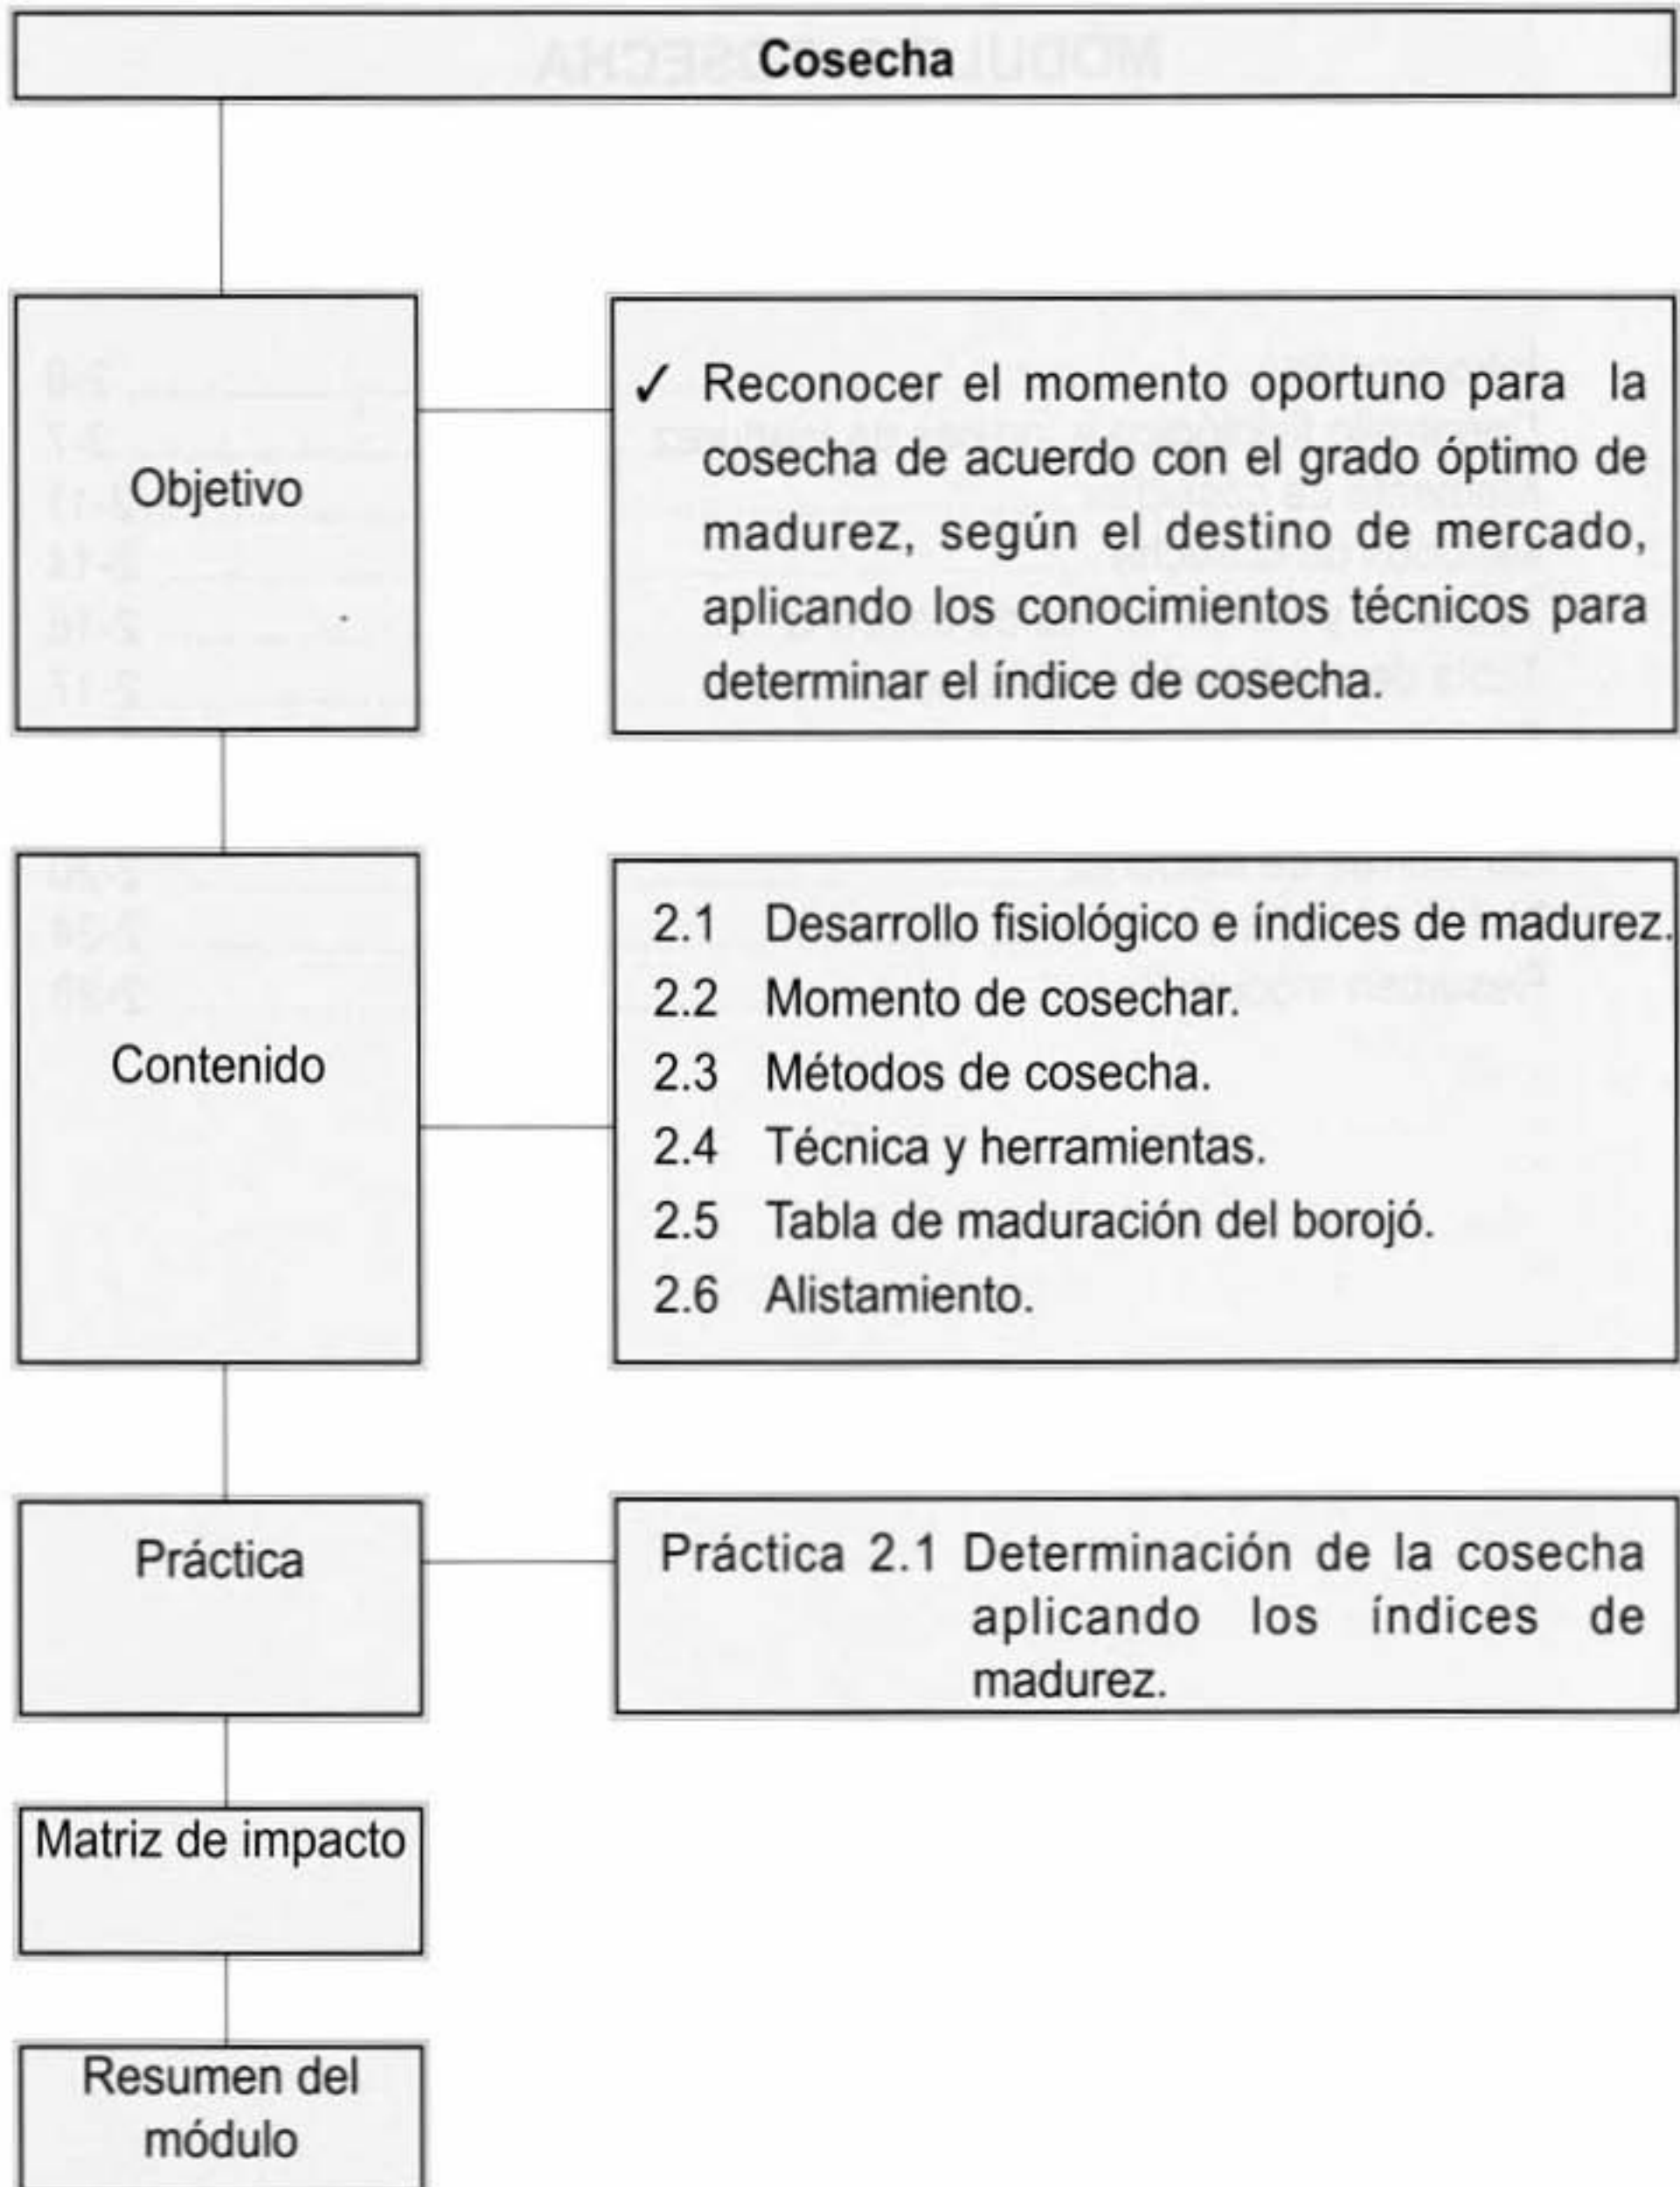 Cosecha
Objetivo
✓ Reconocer el momento oportuno para la
cosecha de acuerdo con el grado óptimo de
madurez, según el destino de mercado,
aplicando los conocimientos técnicos para
determinar el índice de cosecha.
Contenido
2.1 Desarrollo fisiológico e índices de madurez.
2.2 Momento de cosechar.
2.3 Métodos de cosecha.
2.4 Técnica y herramientas.
2.5 Tabla de maduración del borojó.
2.6 Alistamiento.
Práctica
Práctica 2.1 Determinación de la cosecha
aplicando los índices de
madurez.
Matriz de impacto
Resumen del
módulo